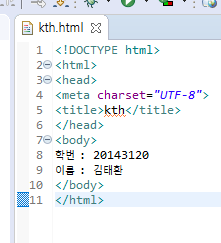 kth.html
1 <!DOCTYPE html>
2 <html>
3 <head>
4 <meta charset="UTF-8">
5 <title>kth</title>
6 </head>
7 <body>
8 학번 : 20143120
9 이름 : 김태환
10 </body>
11 </html>